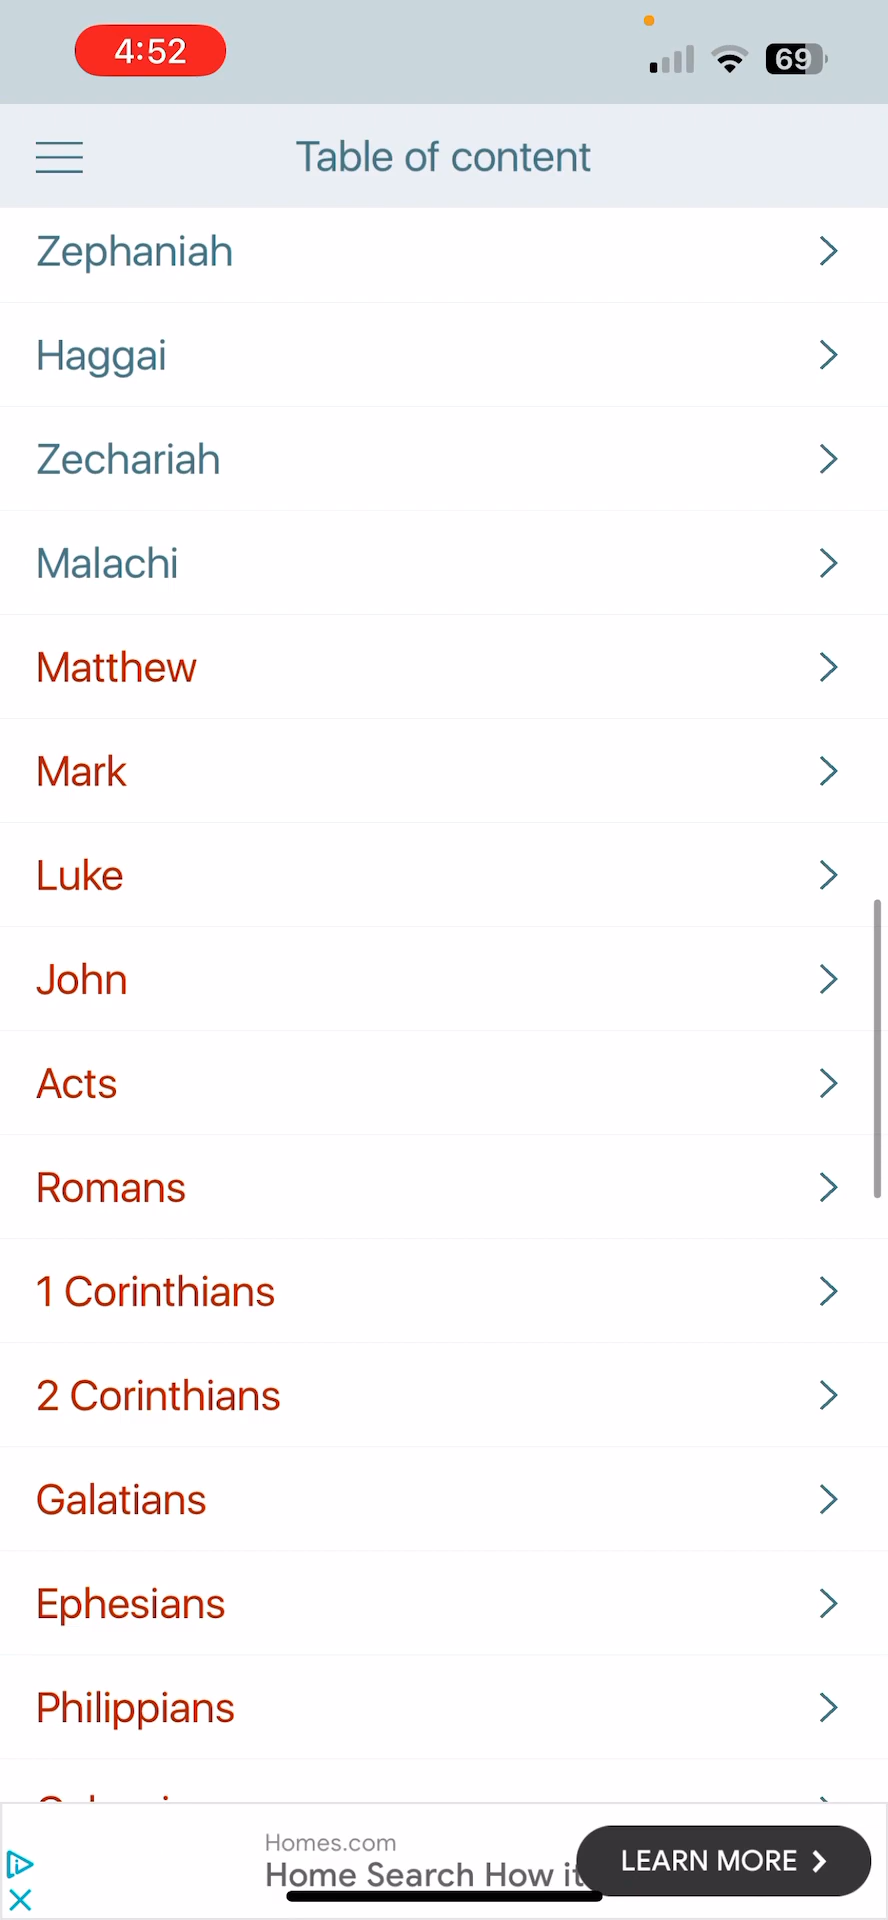 4:52
69
Table of content
Zephaniah
Haggai
Zechariah
Malachi
Matthew
Mark
Luke
John
Acts
Romans
1 Corinthians
2 Corinthians
Galatians
Ephesians
Philippians
Homes.com
Home Search How it
LEARN MORE